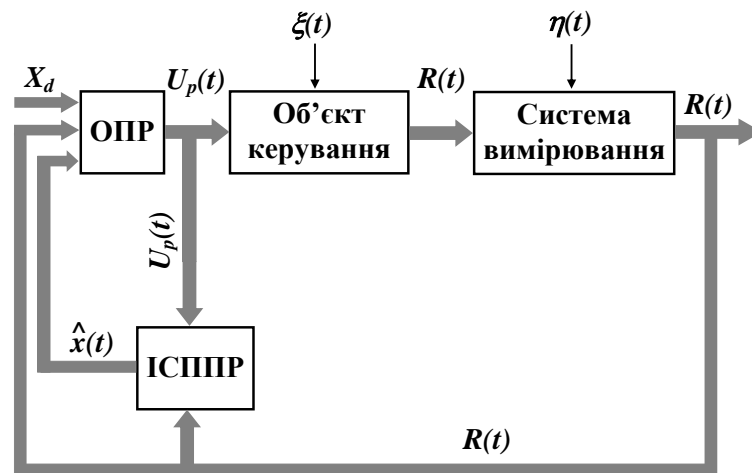 ξ(t)
η(t)
X_d
U_p(t)
R(t)
R(t)
ОПР
Об’єкт
керування
Система
вимірювання
U_p(t)
x̂(t)
ІСППР
R(t)